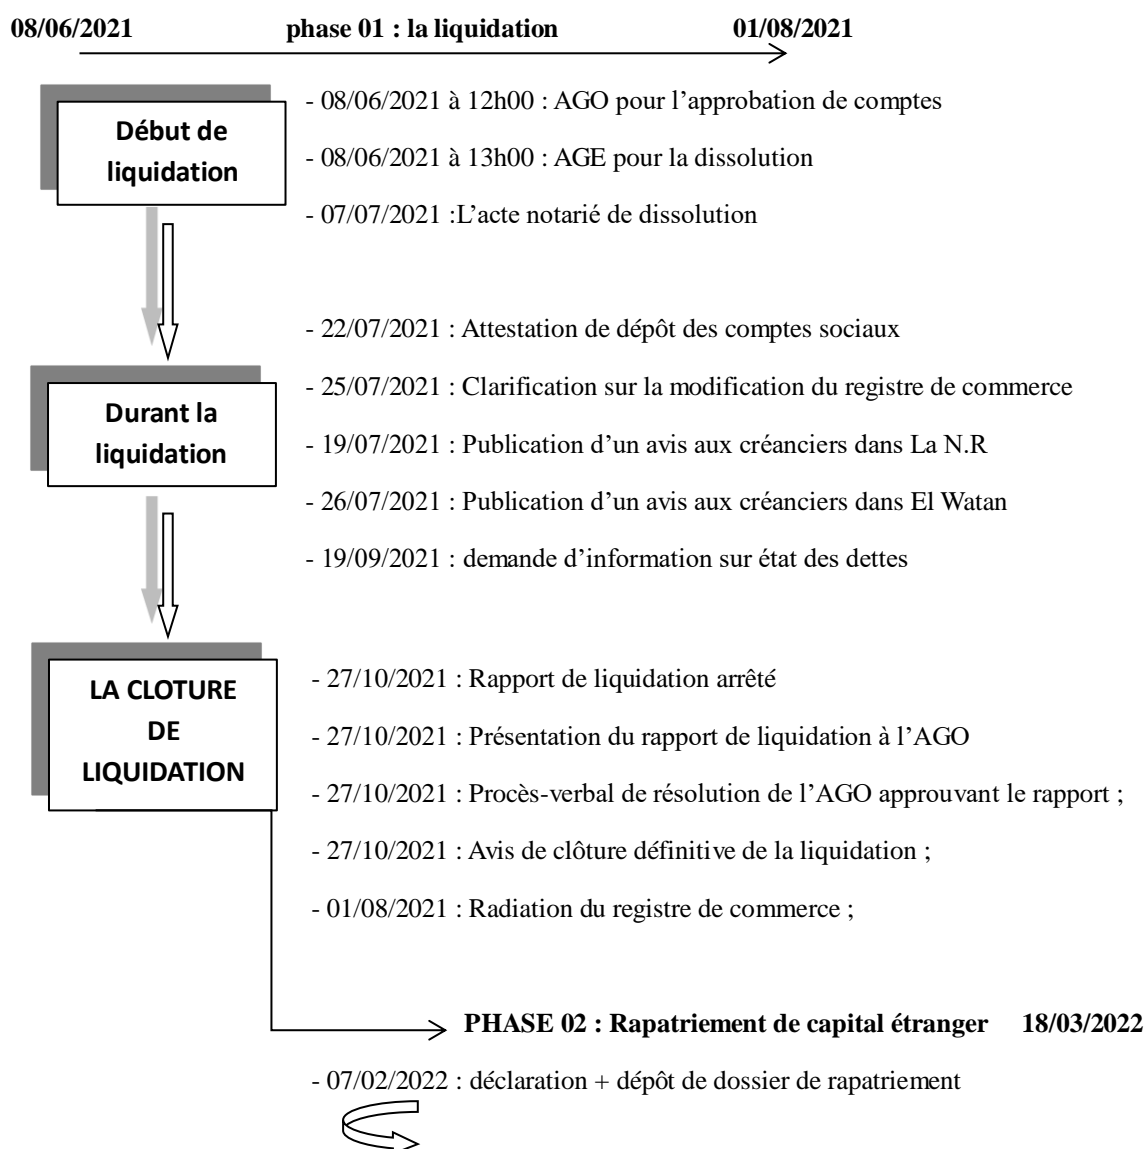 08/06/2021 phase 01 : la liquidation 01/08/2021
Début de
liquidation
- 08/06/2021 à 12h00 : AGO pour l’approbation de comptes
- 08/06/2021 à 13h00 : AGE pour la dissolution
- 07/07/2021 :L’acte notarié de dissolution
Durant la
liquidation
- 22/07/2021 : Attestation de dépôt des comptes sociaux
- 25/07/2021 : Clarification sur la modification du registre de commerce
- 19/07/2021 : Publication d’un avis aux créanciers dans La N.R
- 26/07/2021 : Publication d’un avis aux créanciers dans El Watan
- 19/09/2021 : demande d’information sur état des dettes
LA CLOTURE
DE
LIQUIDATION
- 27/10/2021 : Rapport de liquidation arrêté
- 27/10/2021 : Présentation du rapport de liquidation à l’AGO
- 27/10/2021 : Procès-verbal de résolution de l’AGO approuvant le rapport ;
- 27/10/2021 : Avis de clôture définitive de la liquidation ;
- 01/08/2021 : Radiation du registre de commerce ;
PHASE 02 : Rapatriement de capital étranger 18/03/2022
- 07/02/2022 : déclaration + dépôt de dossier de rapatriement